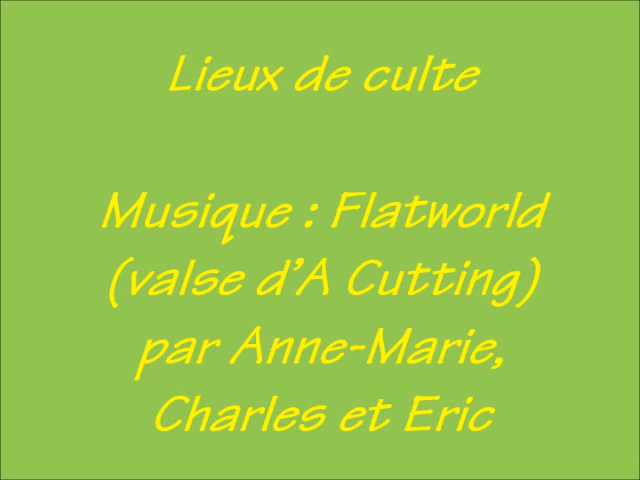 Lieux de culte
Musique : Flatworld
(valse d’A Cutting)
par Anne-Marie,
Charles et Eric